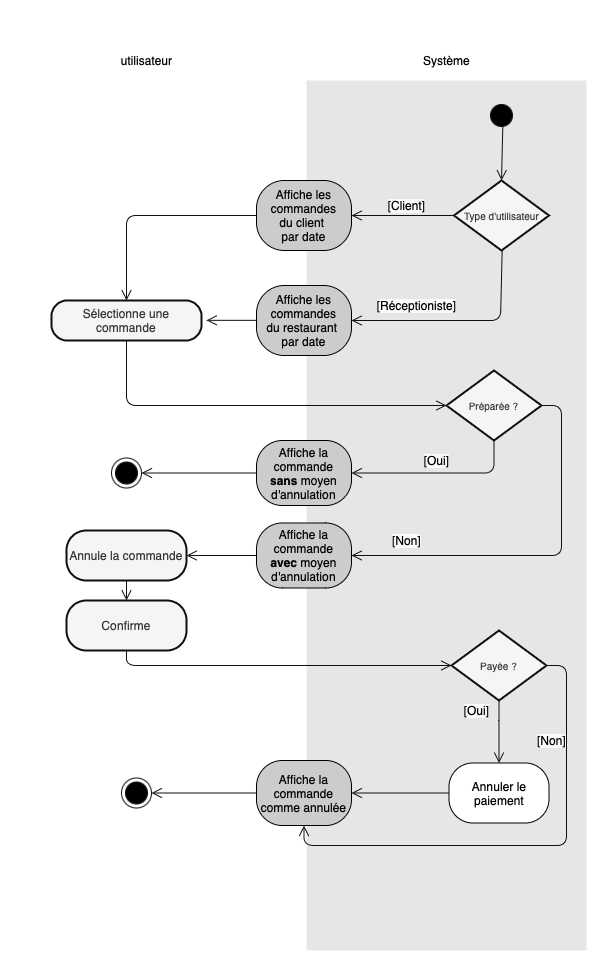 utilisateur
Système
Type d'utilisateur
[Client]
Affiche les
commandes
du client
par date
[Réceptioniste]
Affiche les
commandes
du restaurant
par date
Sélectionne une
commande
Préparée ?
[Oui]
Affiche la
commande
sans moyen
d'annulation
[Non]
Affiche la
commande
avec moyen
d'annulation
Annule la commande
Confirme
Payée ?
[Oui]
[Non]
Annuler le
paiement
Affiche la
commande
comme annulée